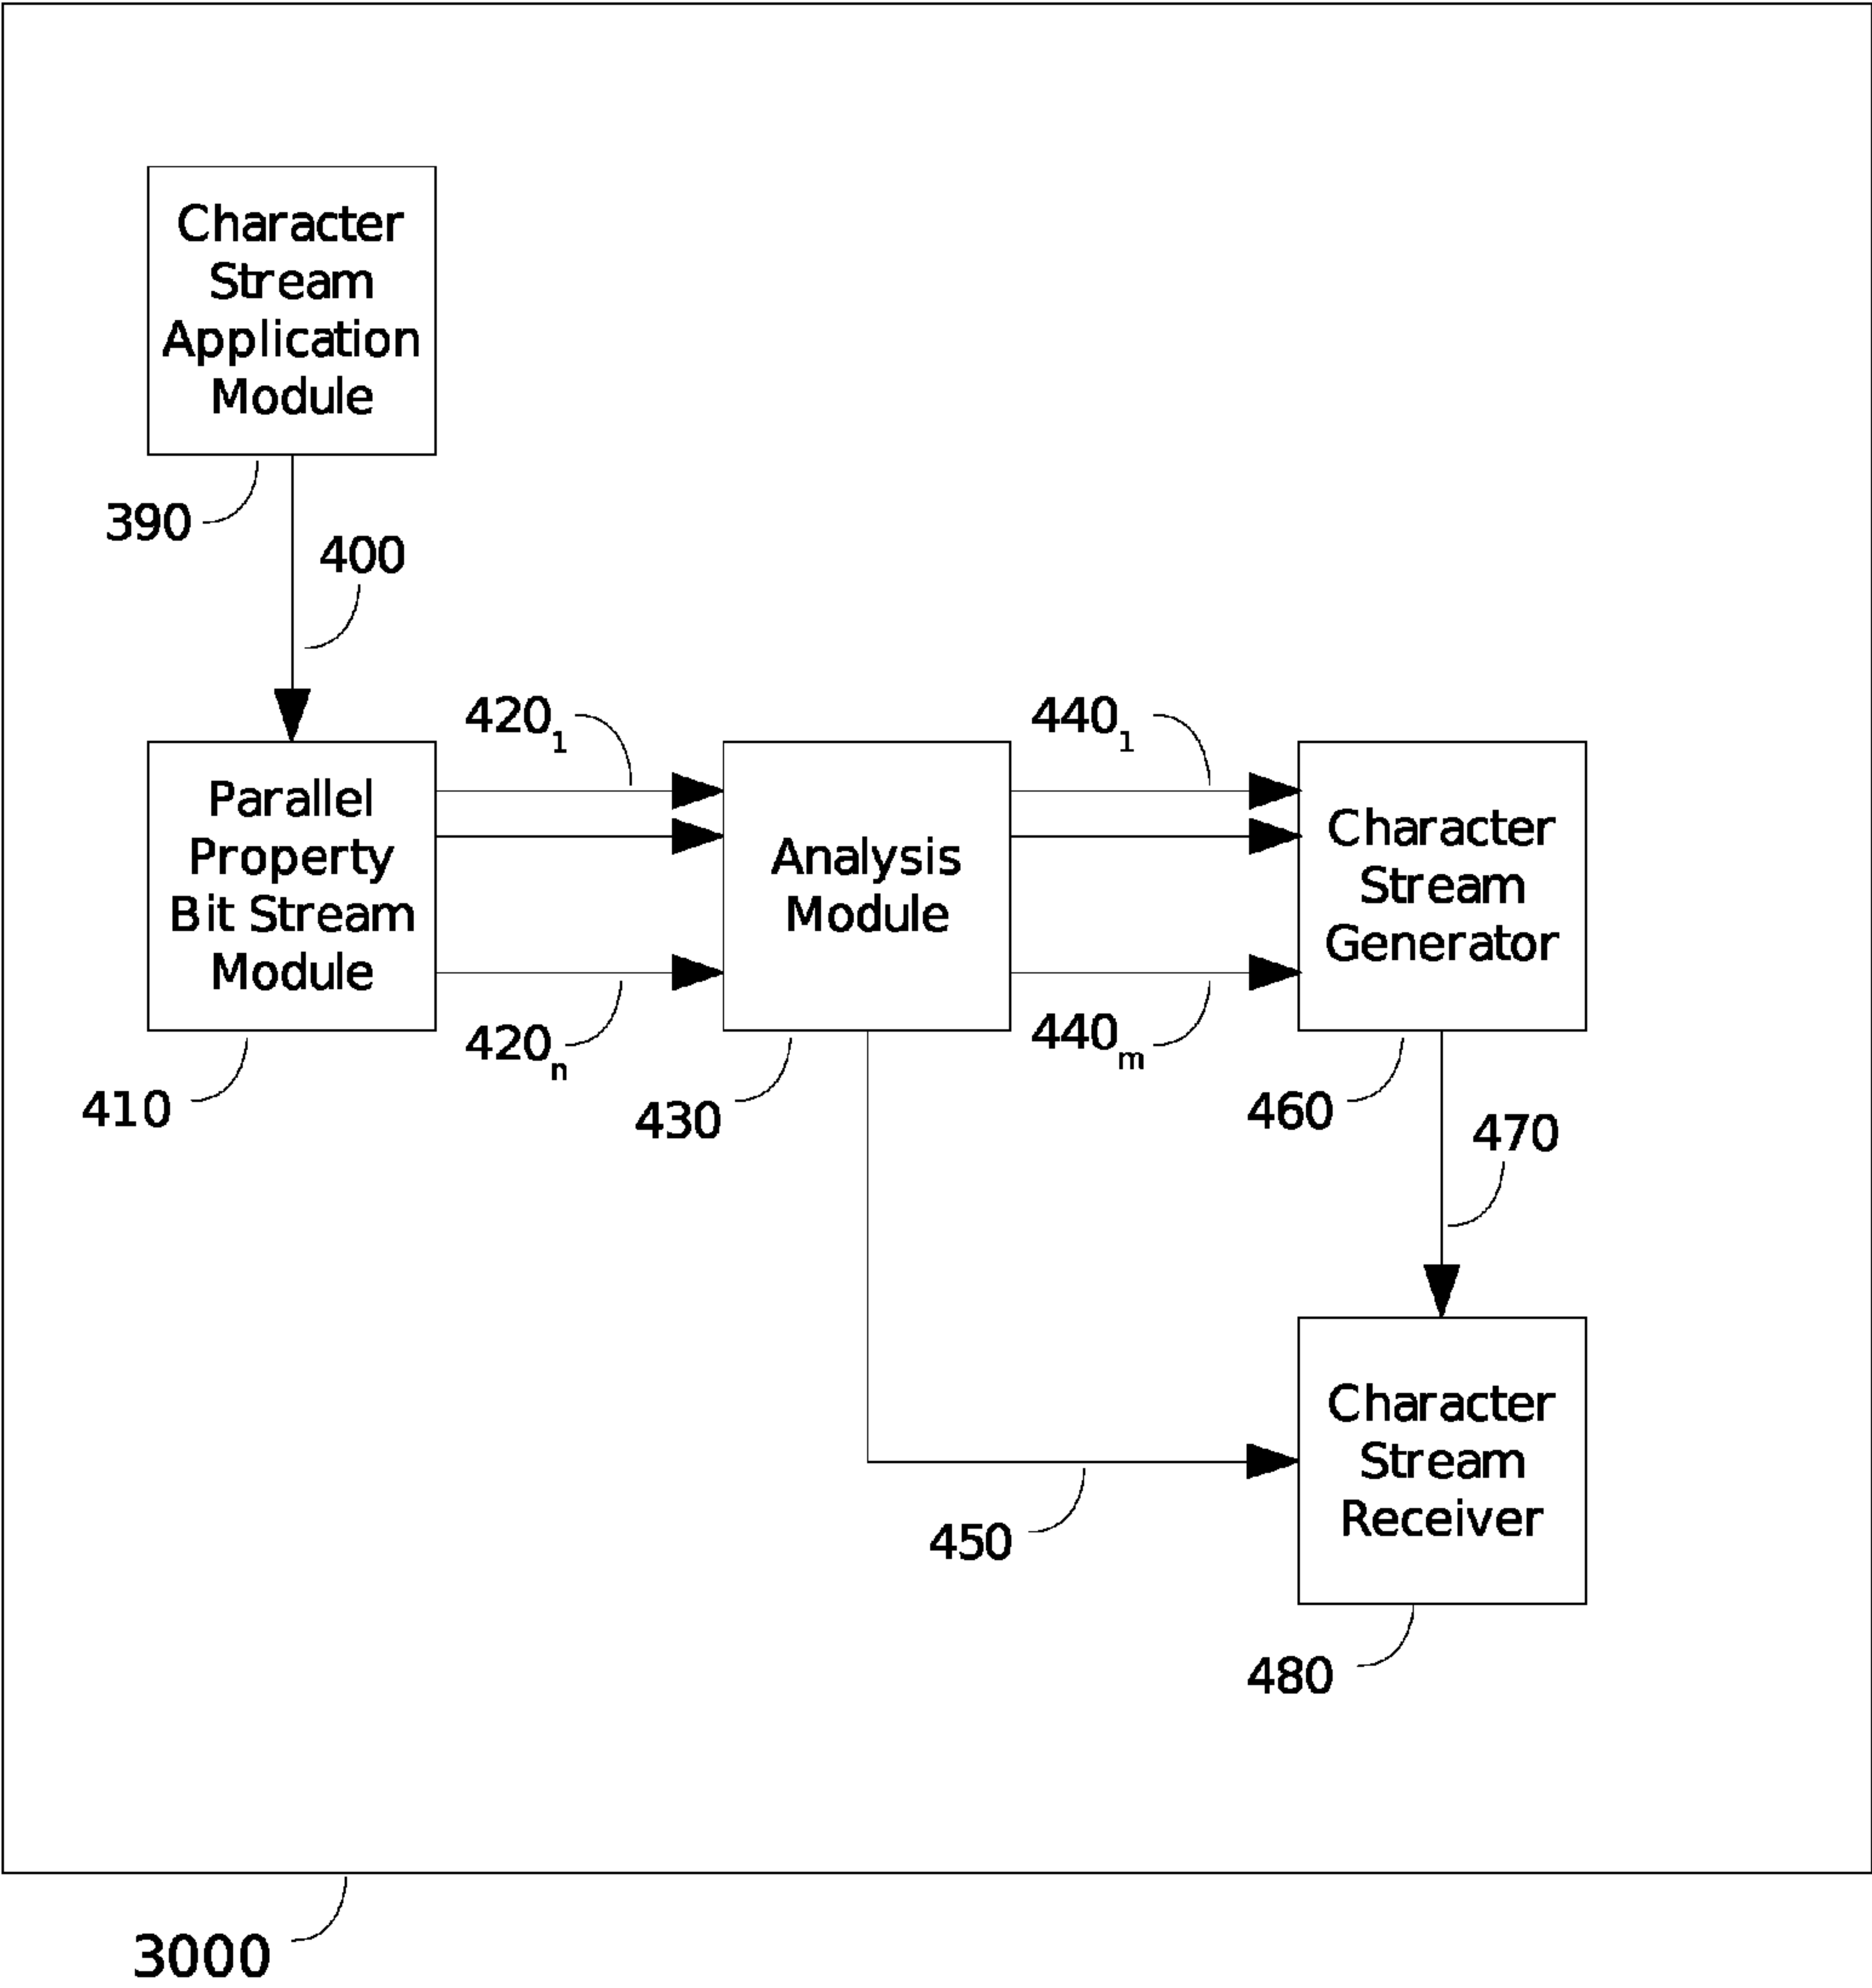 Character
Stream
Application
Module
390
400
420₁
440₁
Parallel
Property
Bit Stream
Module
Analysis
Module
Character
Stream
Generator
420ₙ
440ₘ
410
430
460
470
Character
Stream
Receiver
450
480
3000